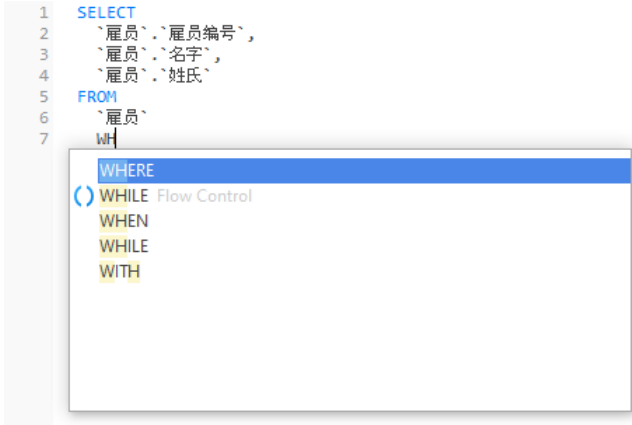 1 SELECT
2 `雇员`.`雇员编号`,
3 `雇员`.`名字`,
4 `雇员`.`姓氏`
5 FROM
6 `雇员`
7 WH
WHERE
WHILE Flow Control
WHEN
WHILE
WITH